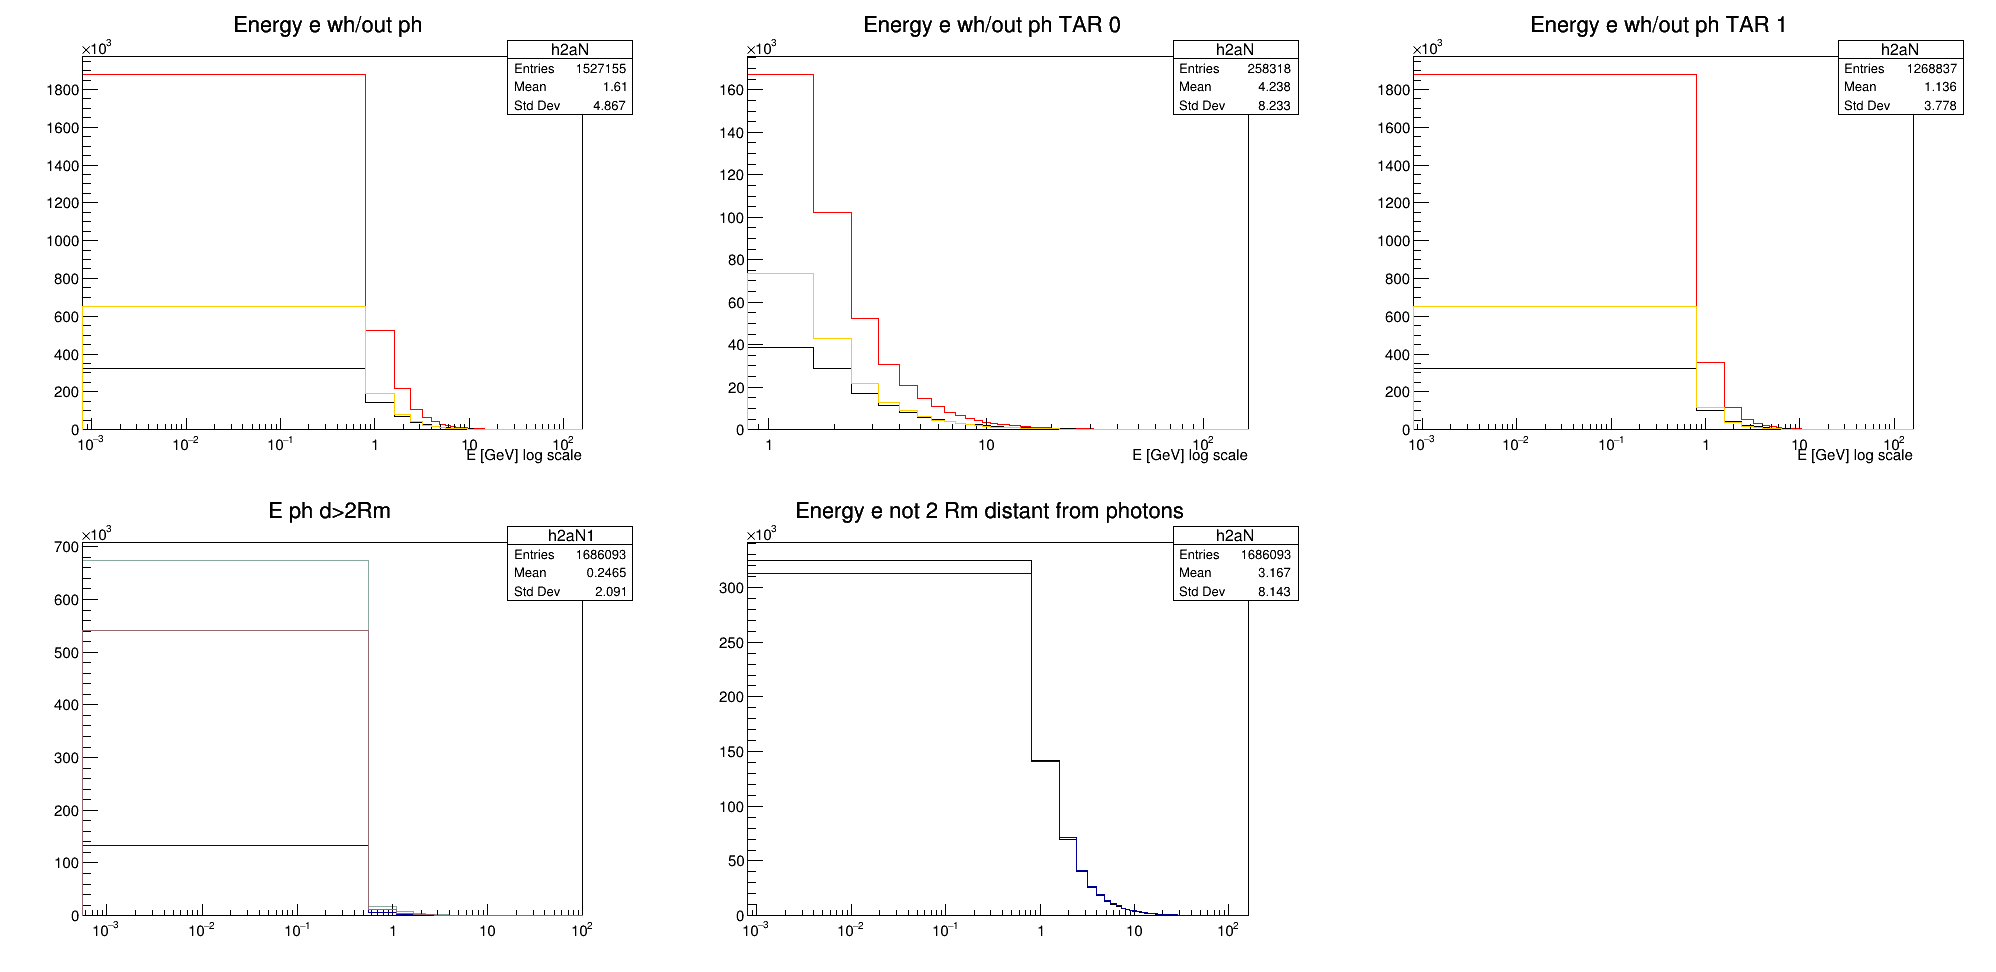 Energy e wh/out ph
×10³
h2aN
Entries 1527155
Mean 1.61
Std Dev 4.867
1800
1600
1400
1200
1000
800
600
400
200
0
10⁻³ 10⁻² 10⁻¹ 1 10 10²
E [GeV] log scale
Energy e wh/out ph TAR 0
×10³
h2aN
Entries 258318
Mean 4.238
Std Dev 8.233
160
140
120
100
80
60
40
20
0
1 10 10²
E [GeV] log scale
Energy e wh/out ph TAR 1
×10³
h2aN
Entries 1268837
Mean 1.136
Std Dev 3.778
1800
1600
1400
1200
1000
800
600
400
200
0
10⁻³ 10⁻² 10⁻¹ 1 10 10²
E [GeV] log scale
E ph d>2Rm
×10³
h2aN1
Entries 1686093
Mean 0.2465
Std Dev 2.091
700
600
500
400
300
200
100
0
10⁻³ 10⁻² 10⁻¹ 1 10 10²
Energy e not 2 Rm distant from photons
×10³
h2aN
Entries 1686093
Mean 3.167
Std Dev 8.143
300
250
200
150
100
50
0
10⁻³ 10⁻² 10⁻¹ 1 10 10²